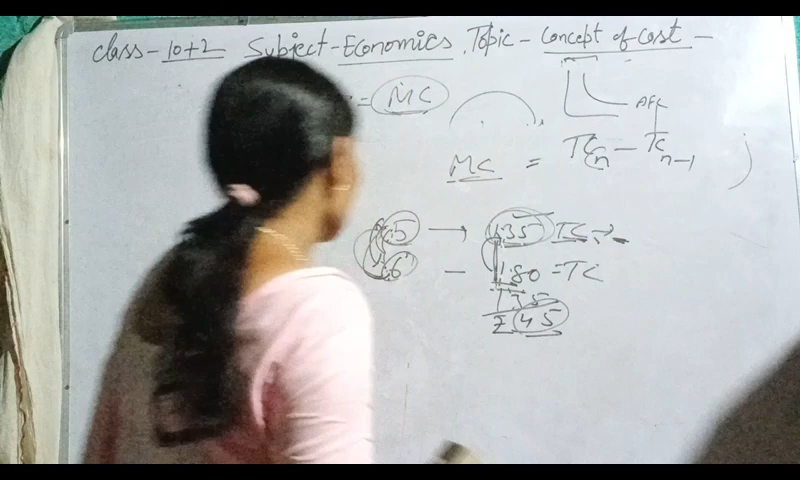 class - 10+2 Subject - Economics. Topic - Concept of Cost -
= MC
AFC
MC = TCn - TCn-1
5 → 135 TC
6 - 180 = TC
135
45